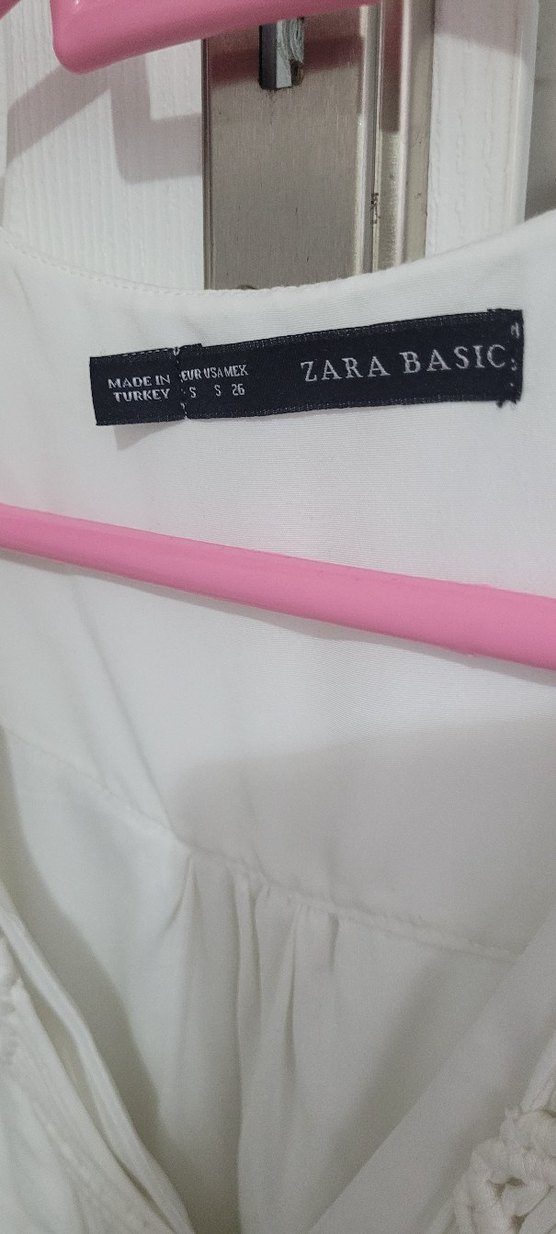 MADE IN
TURKEY
EUR USA MEX
S S 26
ZARA BASIC